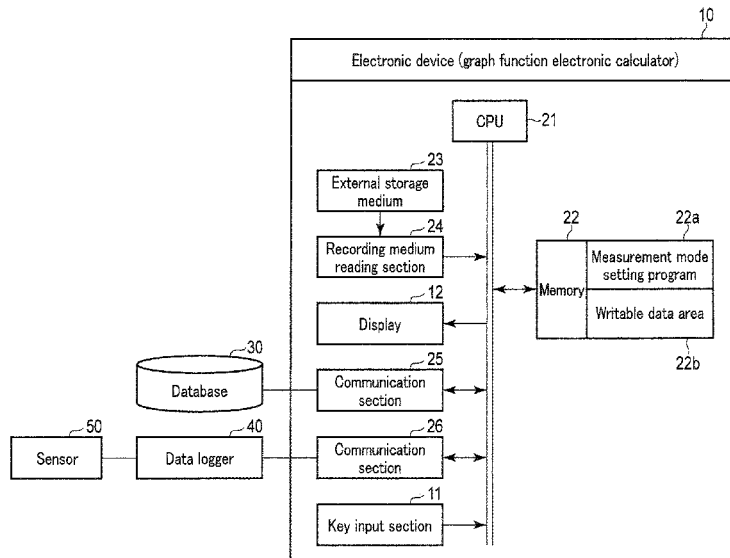 10
Electronic device (graph function electronic calculator)
CPU
21
23
External storage
medium
24
Recording medium
reading section
22
22a
Memory
Measurement mode
setting program
Writable data area
22b
12
Display
30
Database
25
Communication
section
50
Sensor
40
Data logger
26
Communication
section
11
Key input section